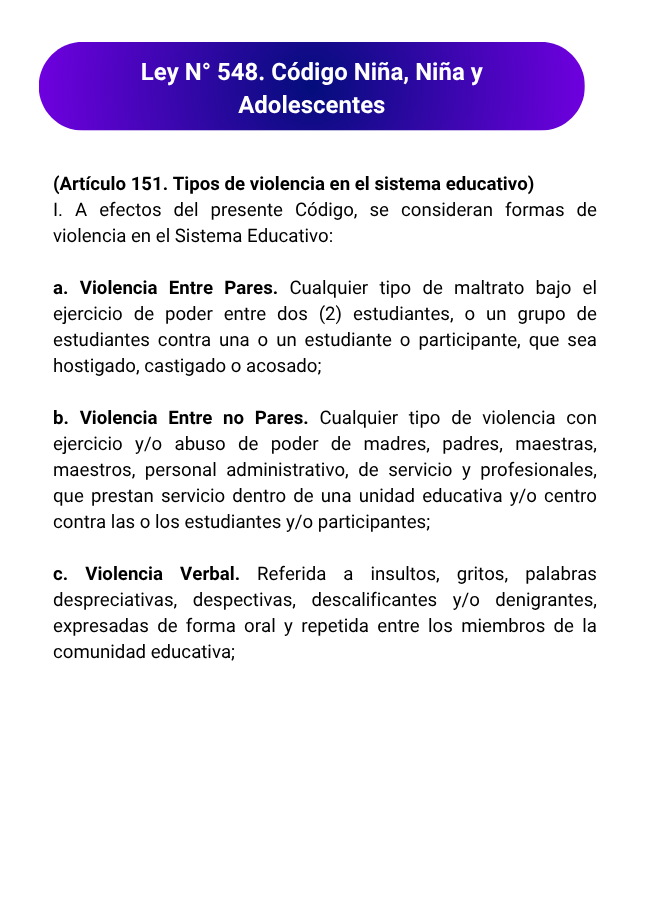 Ley N° 548. Código Niña, Niña y
Adolescentes
(Artículo 151. Tipos de violencia en el sistema educativo)
I. A efectos del presente Código, se consideran formas de
violencia en el Sistema Educativo:
a. Violencia Entre Pares. Cualquier tipo de maltrato bajo el
ejercicio de poder entre dos (2) estudiantes, o un grupo de
estudiantes contra una o un estudiante o participante, que sea
hostigado, castigado o acosado;
b. Violencia Entre no Pares. Cualquier tipo de violencia con
ejercicio y/o abuso de poder de madres, padres, maestras,
maestros, personal administrativo, de servicio y profesionales,
que prestan servicio dentro de una unidad educativa y/o centro
contra las o los estudiantes y/o participantes;
c. Violencia Verbal. Referida a insultos, gritos, palabras
despreciativas, despectivas, descalificantes y/o denigrantes,
expresadas de forma oral y repetida entre los miembros de la
comunidad educativa;